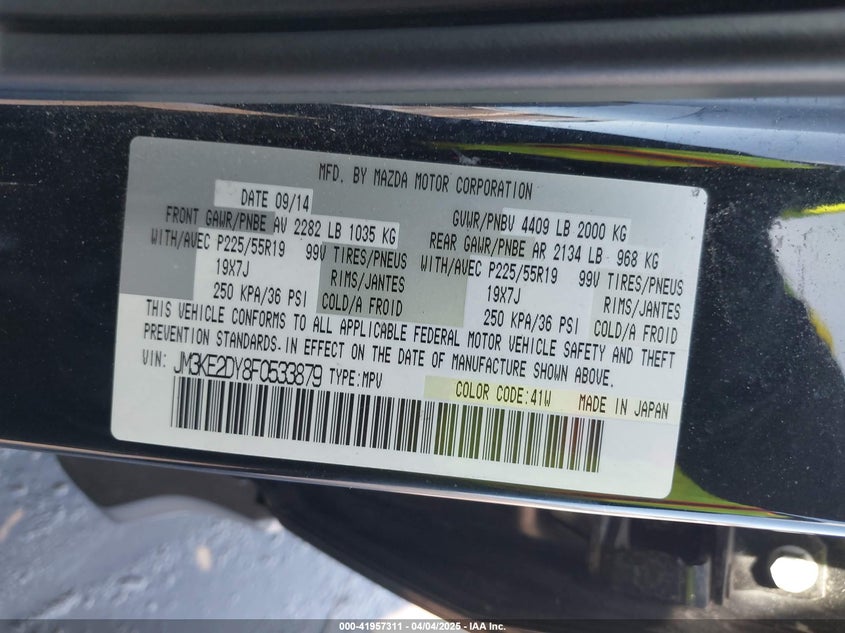 MFD. BY MAZDA MOTOR CORPORATION
DATE 09/14 GVWR/PNBV 4409 LB 2000 KG
FRONT GAWR/PNBE AV 2282 LB 1035 KG REAR GAWR/PNBE AR 2134 LB 968 KG
WITH/AVEC P225/55R19 99V TIRES/PNEUS WITH/AVEC P225/55R19 99V TIRES/PNEUS
19X7J RIMS/JANTES 19X7J RIMS/JANTES
250 KPA/36 PSI COLD/A FROID 250 KPA/36 PSI COLD/A FROID
THIS VEHICLE CONFORMS TO ALL APPLICABLE FEDERAL MOTOR VEHICLE SAFETY AND THEFT
PREVENTION STANDARDS.IN EFFECT ON THE DATE OF MANUFACTURE SHOWN ABOVE.
VIN: JM3KE2DY8F0533879 TYPE:MPV COLOR CODE:41W MADE IN JAPAN
000-41957311 - 04/04/2025 - IAA Inc.